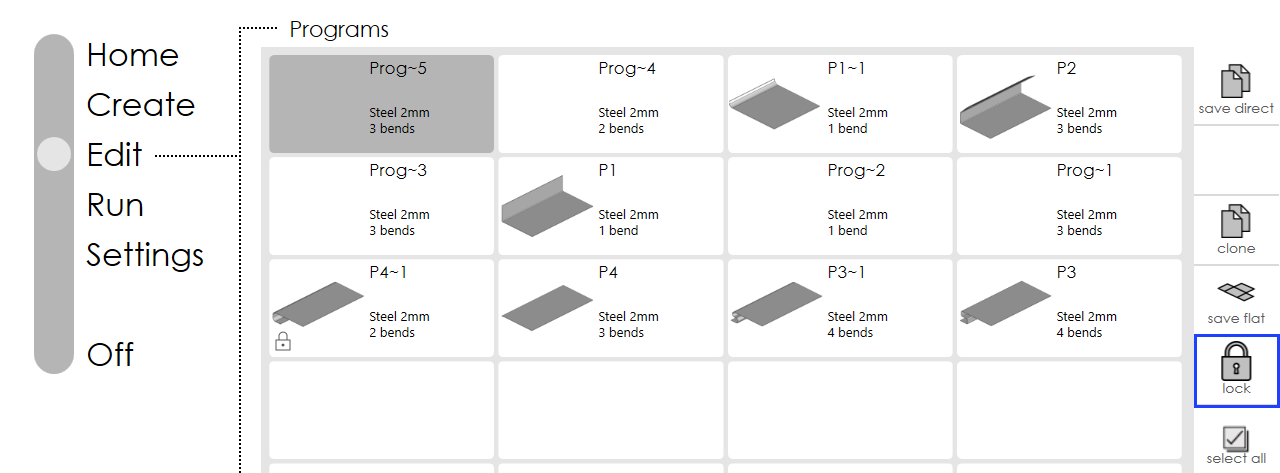 Programs
Home
Create
Edit
Run
Settings
Off
Prog~5
Steel 2mm
3 bends
Prog~4
Steel 2mm
2 bends
P1~1
Steel 2mm
1 bend
P2
Steel 2mm
3 bends
Prog~3
Steel 2mm
3 bends
P1
Steel 2mm
1 bend
Prog~2
Steel 2mm
1 bend
Prog~1
Steel 2mm
3 bends
P4~1
Steel 2mm
2 bends
P4
Steel 2mm
3 bends
P3~1
Steel 2mm
4 bends
P3
Steel 2mm
4 bends
save direct
clone
save flat
lock
select all